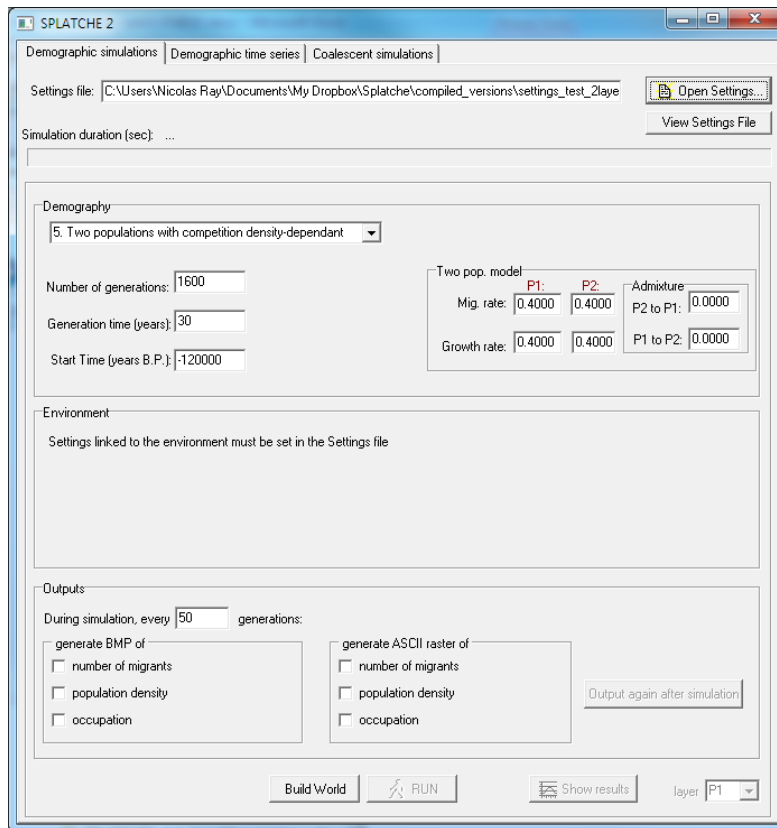 SPLATCHE 2
Demographic simulations Demographic time series Coalescent simulations
Settings file: C:\Users\Nicolas Ray\Documents\My Dropbox\Splatche\compiled_versions\settings_test_2laye Open Settings...
View Settings File
Simulation duration (sec): ...
Demography
5. Two populations with competition density-dependant
Two pop. model
P1: P2: Admixture
Number of generations: 1600
Mig. rate: 0.4000 0.4000 P2 to P1: 0.0000
Generation time (years): 30
Growth rate: 0.4000 0.4000 P1 to P2: 0.0000
Start Time (years B.P.): -120000
Environment
Settings linked to the environment must be set in the Settings file
Outputs
During simulation, every 50 generations:
generate BMP of generate ASCII raster of
number of migrants number of migrants
population density population density Output again after simulation
occupation occupation
Build World RUN Show results layer P1